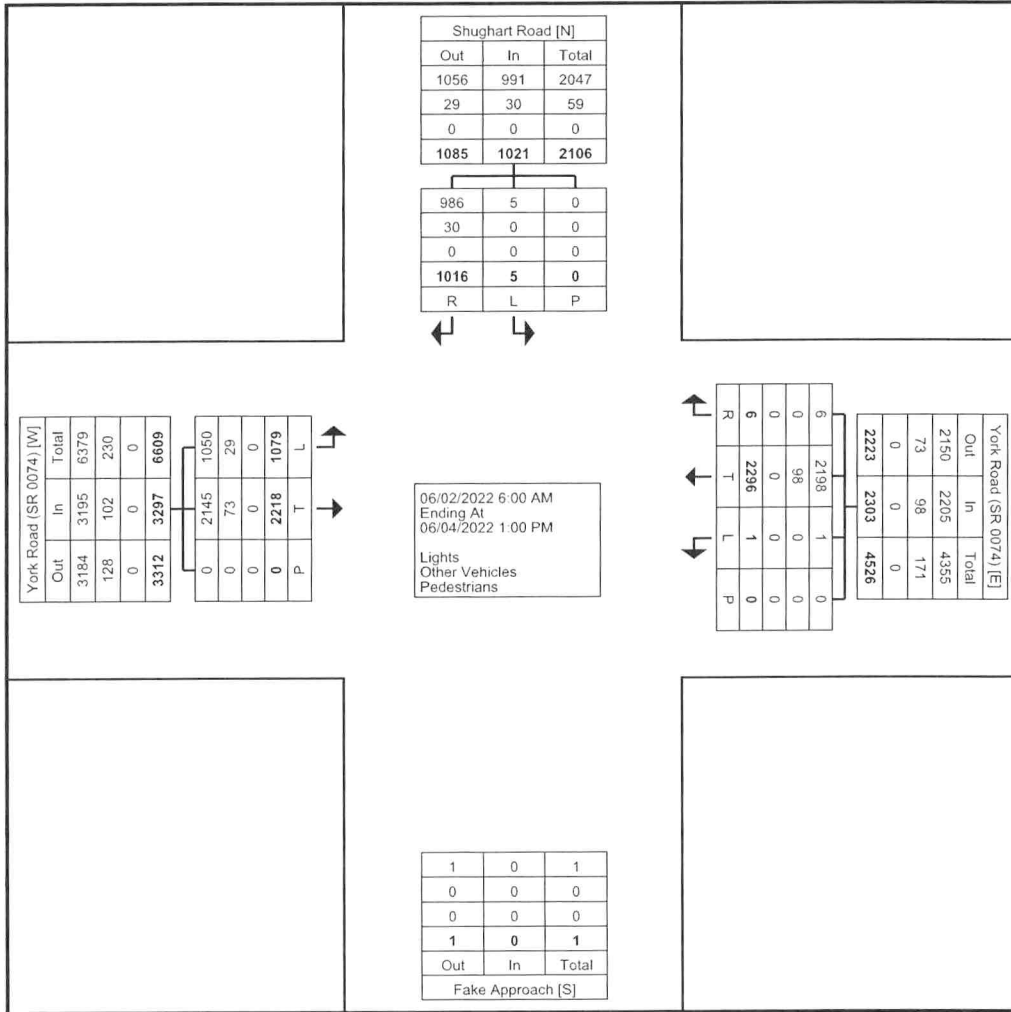 Shughart Road [N]
Out In Total
1056 991 2047
29 30 59
0 0 0
1085 1021 2106
986 5 0
30 0 0
0 0 0
1016 5 0
R L P
York Road (SR 0074) [W]
Total 6379 230 0 6609
In 3195 102 0 3297
Out 3184 128 0 3312
1050 29 0 1079 L
2145 73 0 2218 T
0 0 0 0 P
06/02/2022 6:00 AM
Ending At
06/04/2022 1:00 PM
Lights
Other Vehicles
Pedestrians
York Road (SR 0074) [E]
Out 2150 73 0 2223
In 2205 98 0 2303
Total 4355 171 0 4526
6 0 0 6 R
2198 98 0 2296 T
1 0 0 1 L
0 0 0 0 P
1 0 1
0 0 0
0 0 0
1 0 1
Out In Total
Fake Approach [S]